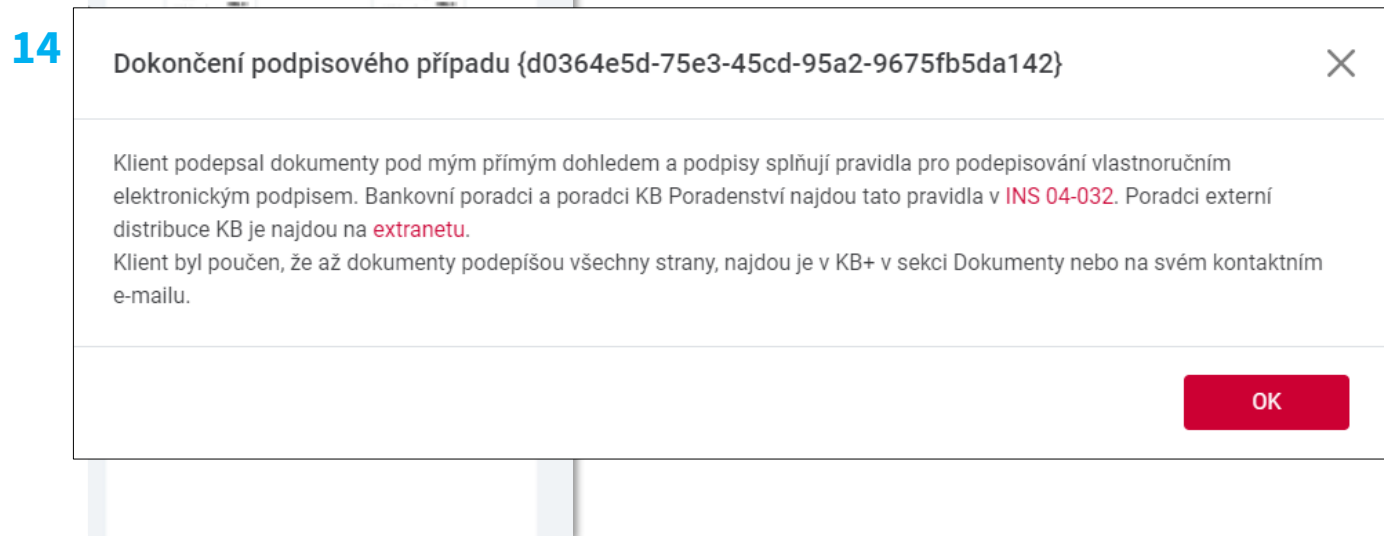 14
Dokončení podpisového případu {d0364e5d-75e3-45cd-95a2-9675fb5da142}
Klient podepsal dokumenty pod mým přímým dohledem a podpisy splňují pravidla pro podepisování vlastnoručním
elektronickým podpisem. Bankovní poradci a poradci KB Poradenství najdou tato pravidla v INS 04-032. Poradci externí
distribuce KB je najdou na extranetu.
Klient byl poučen, že až dokumenty podepíšou všechny strany, najdou je v KB+ v sekci Dokumenty nebo na svém kontaktním
e-mailu.
OK